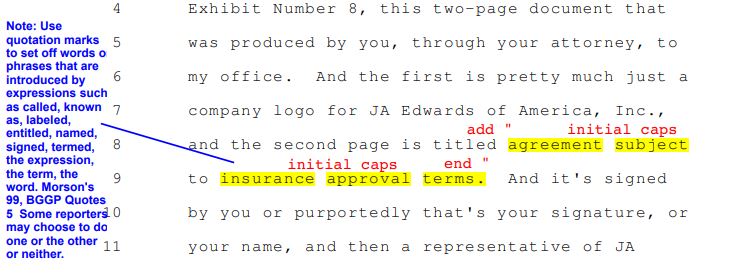 Note: Use
quotation marks
to set off words o
phrases that are
introduced by
expressions such
as called, known
as, labeled,
entitled, named,
signed, termed,
the expression,
the term, the
word. Morson's
99, BGGP Quotes
5 Some reporters
may choose to do
one or the other
or neither.
4 Exhibit Number 8, this two-page document that
5 was produced by you, through your attorney, to
6 my office. And the first is pretty much just a
7 company logo for JA Edwards of America, Inc.,
add " initial caps
8 and the second page is titled agreement subject
initial caps end "
9 to insurance approval terms. And it's signed
10 by you or purportedly that's your signature, or
11 your name, and then a representative of JA